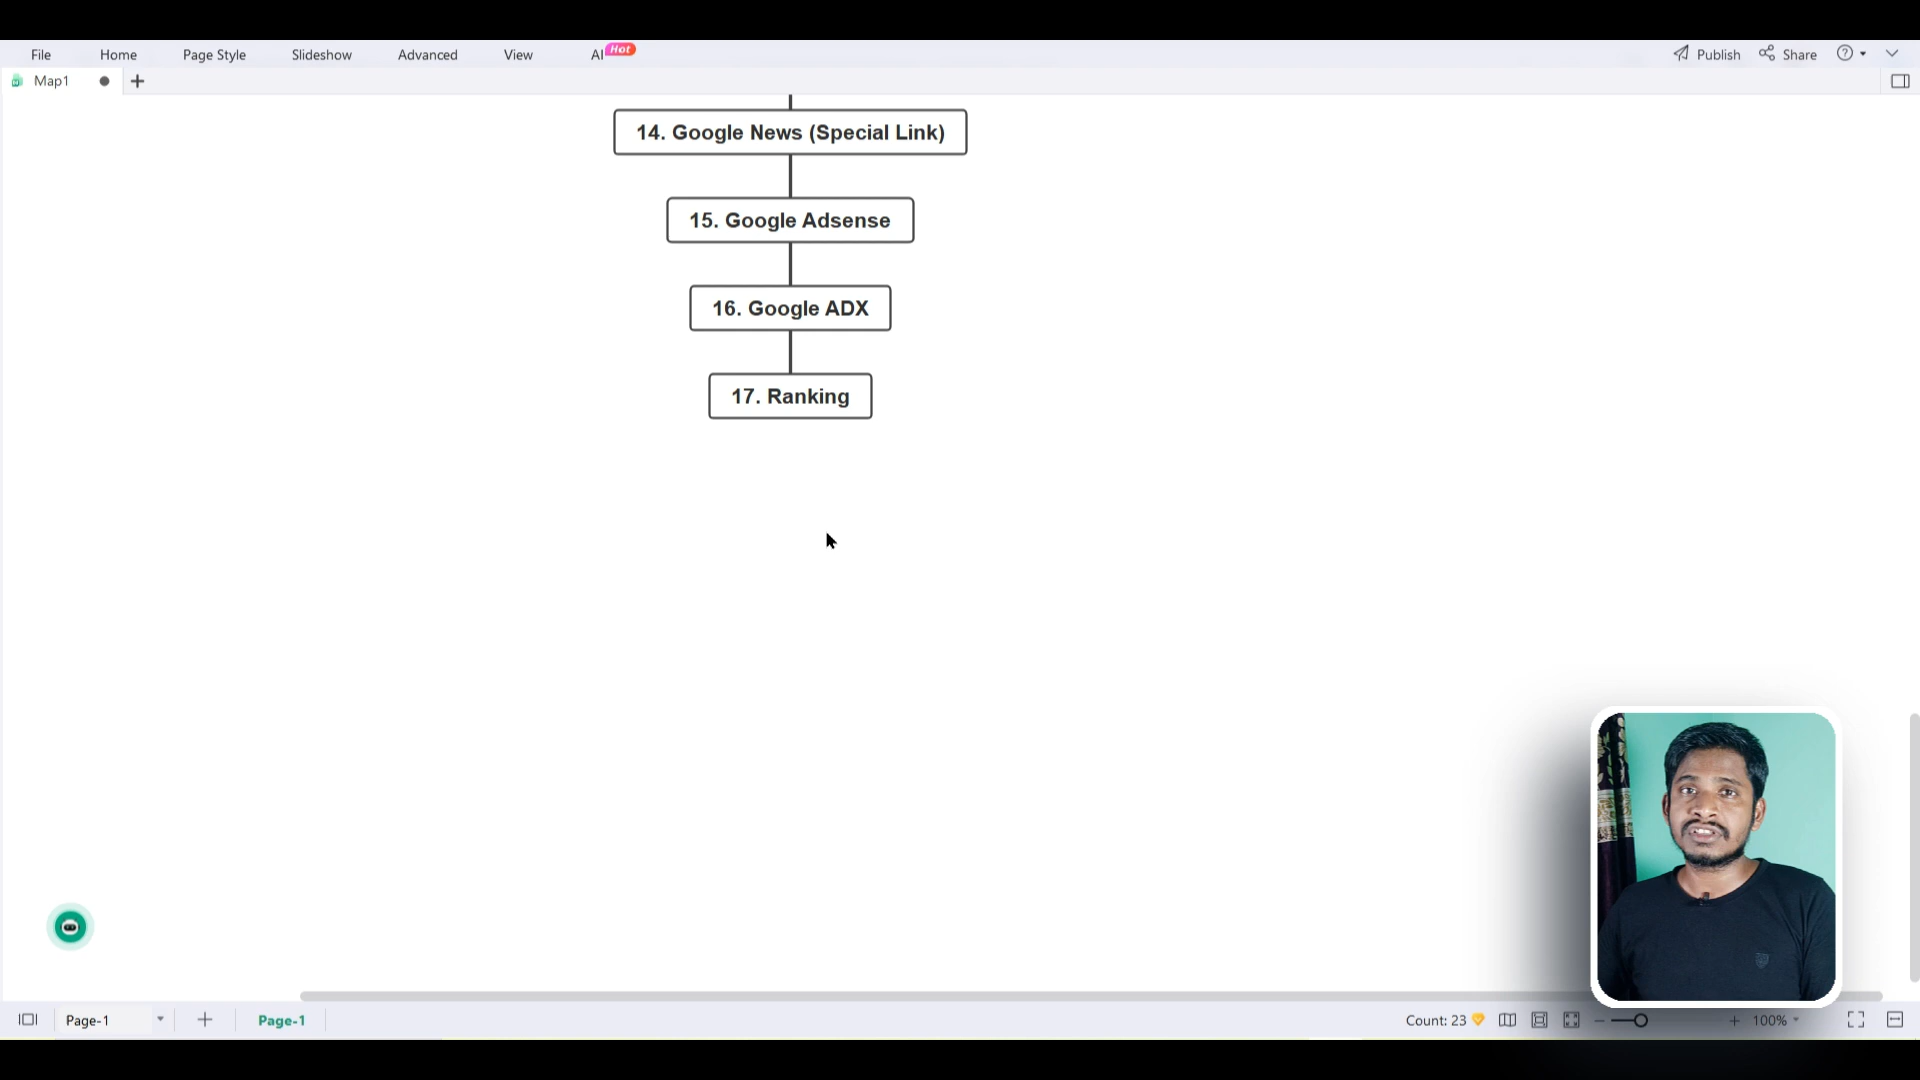 File Home Page Style Slideshow Advanced View AI Hot Publish Share
Map1
14. Google News (Special Link)
15. Google Adsense
16. Google ADX
17. Ranking
Page-1 Page-1 Count: 23 100%